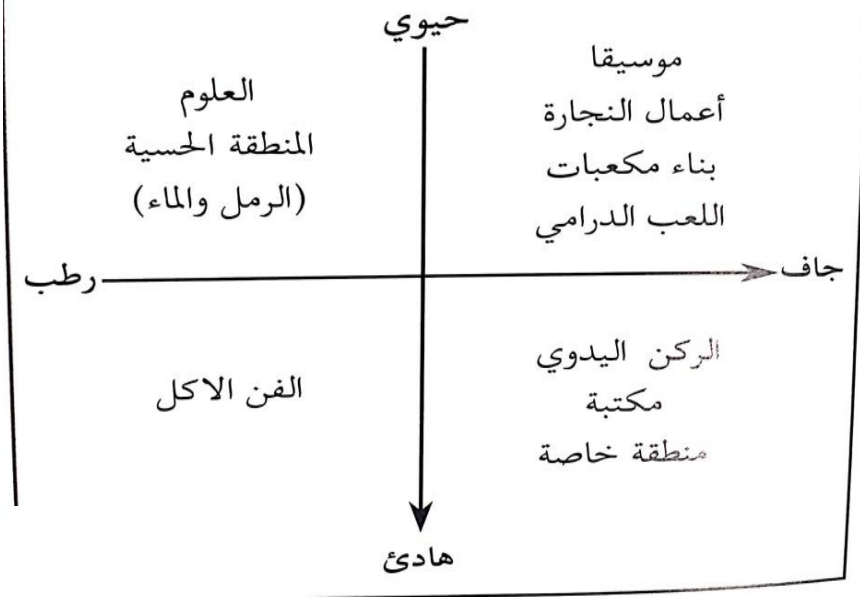 حيوي
موسيقا
أعمال النجارة
بناء مكعبات
اللعب الدرامي
العلوم
المنطقة الحسية
(الرمل والماء)
جاف
رطب
الركن اليدوي
مكتبة
منطقة خاصة
الفن الاكل
هادئ